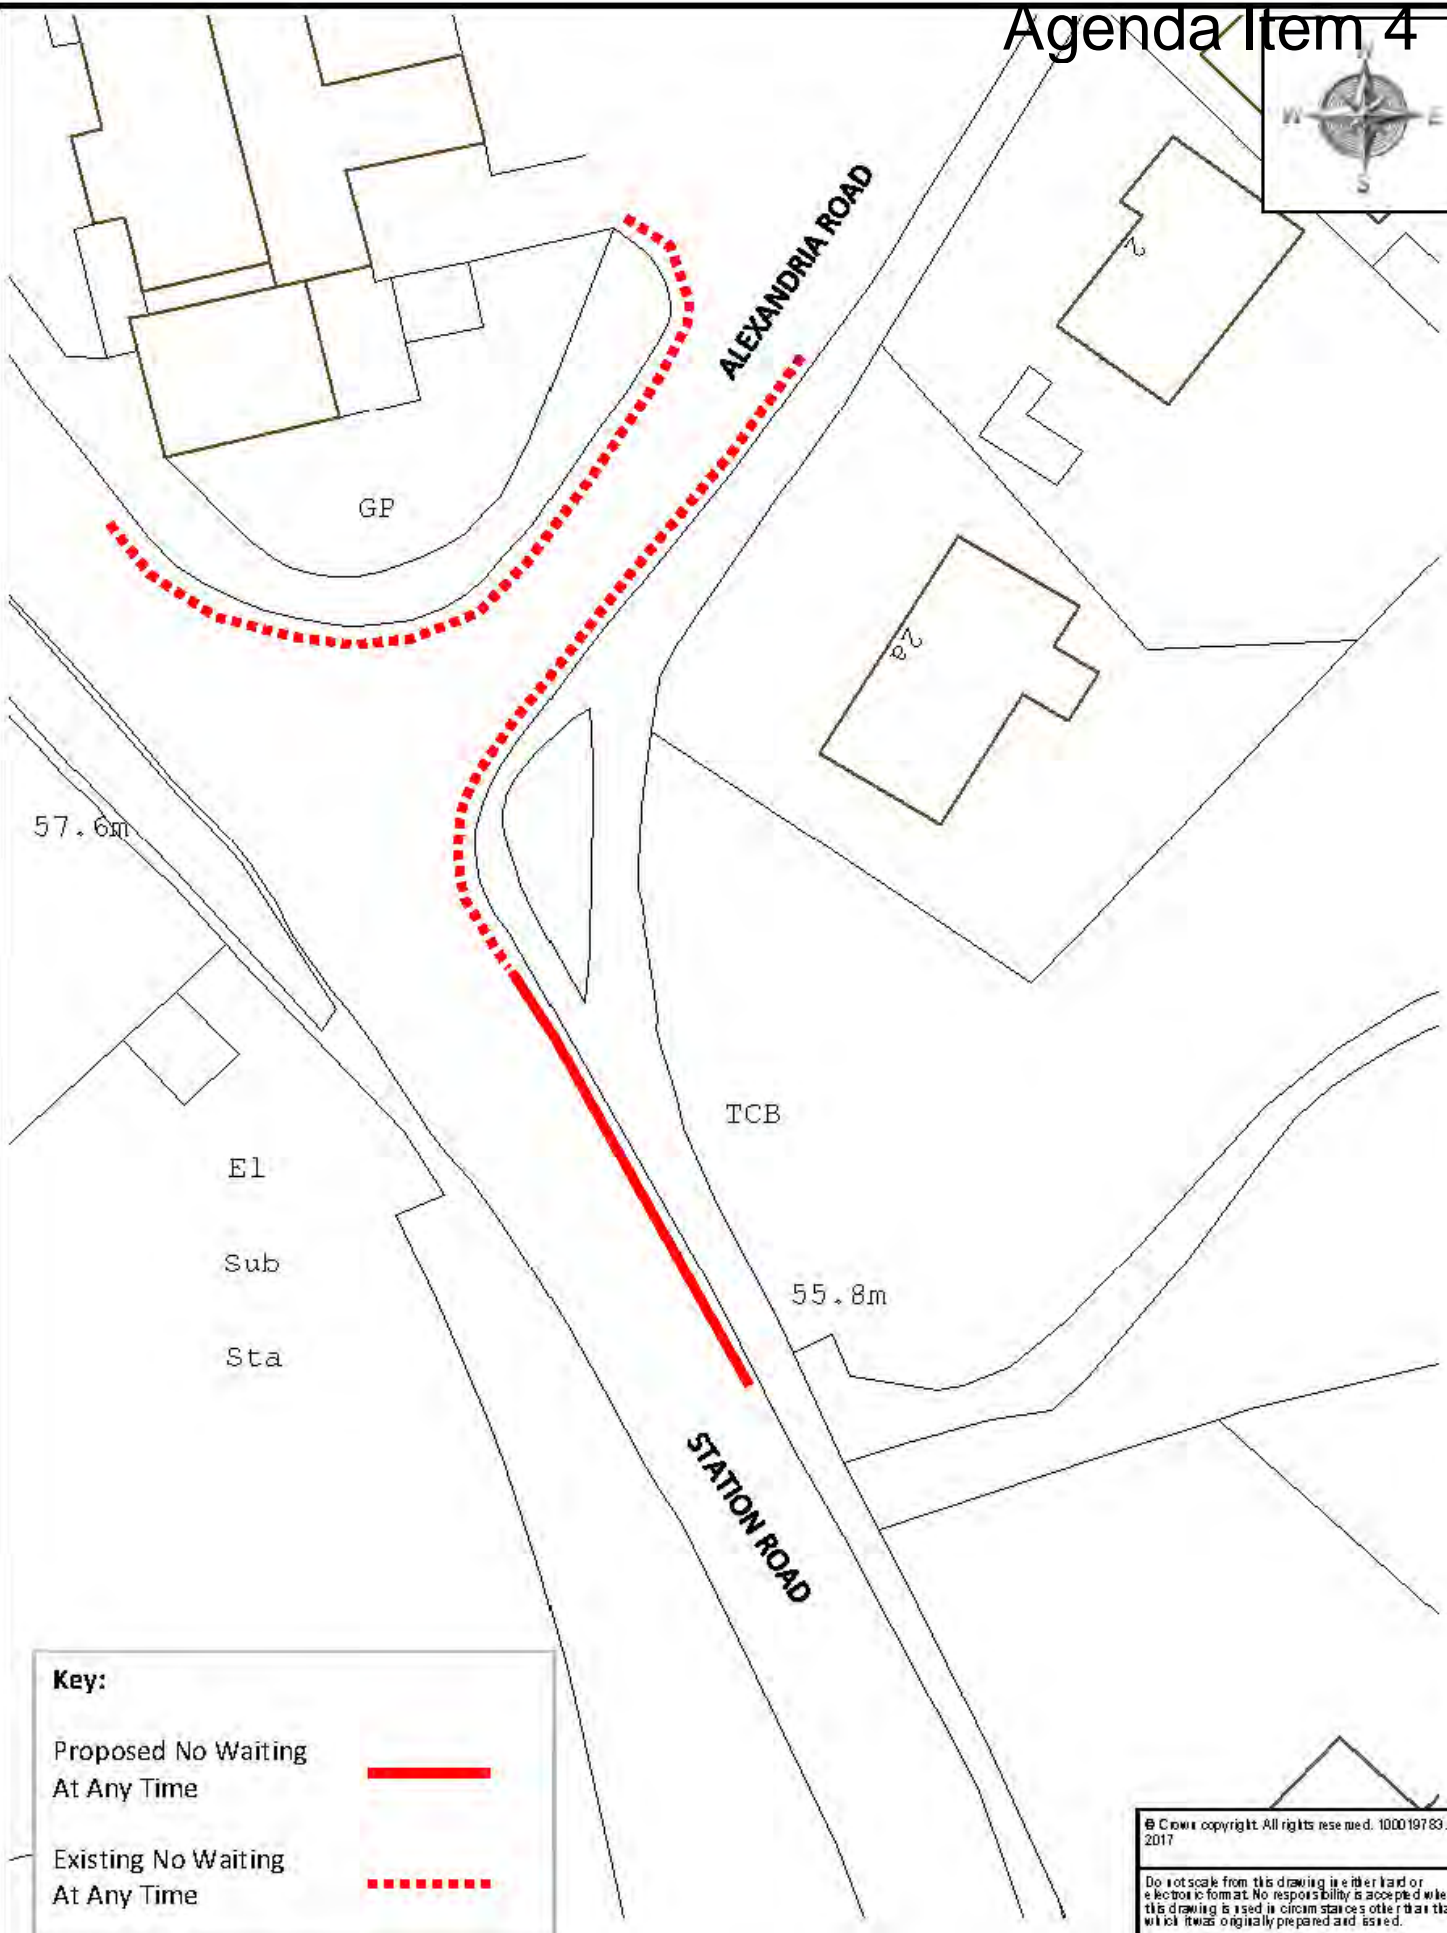 Agenda Item 4
N
W E
S
ALEXANDRIA ROAD
2
GP
2a
57.6m
TCB
El
Sub
Sta
55.8m
STATION ROAD
Key:
Proposed No Waiting
At Any Time
Existing No Waiting
At Any Time
© Crown copyright. All rights reserved. 100019783.
2017
Do not scale from this drawing in either hard or
electronic format. No responsibility is accepted whe
this drawing is used in circumstances other than tha
which it was originally prepared and issued.